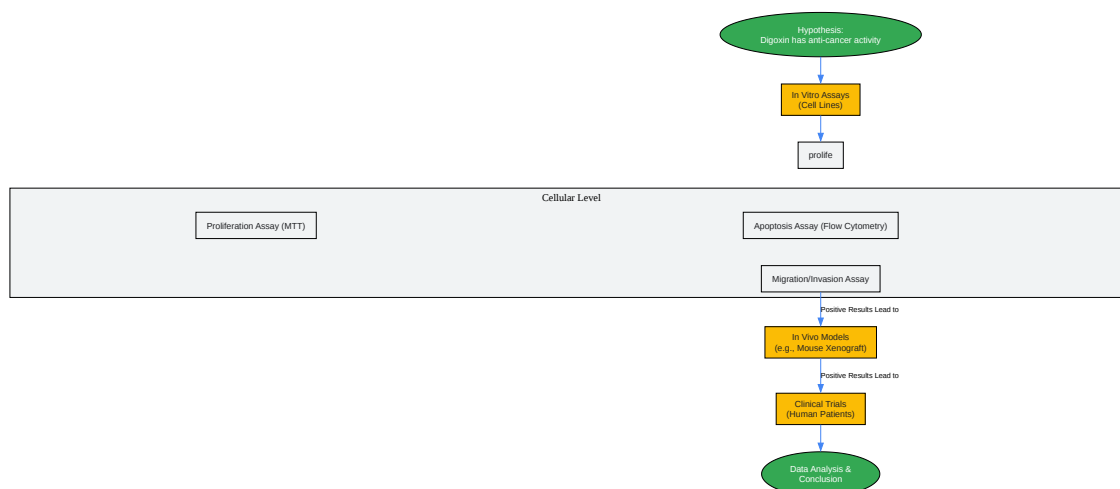 Hypothesis:
Digoxin has anti-cancer activity
In Vitro Assays
(Cell Lines)
prolife
Cellular Level
Proliferation Assay (MTT)
Apoptosis Assay (Flow Cytometry)
Migration/Invasion Assay
Positive Results Lead to
In Vivo Models
(e.g., Mouse Xenograft)
Positive Results Lead to
Clinical Trials
(Human Patients)
Data Analysis &
Conclusion